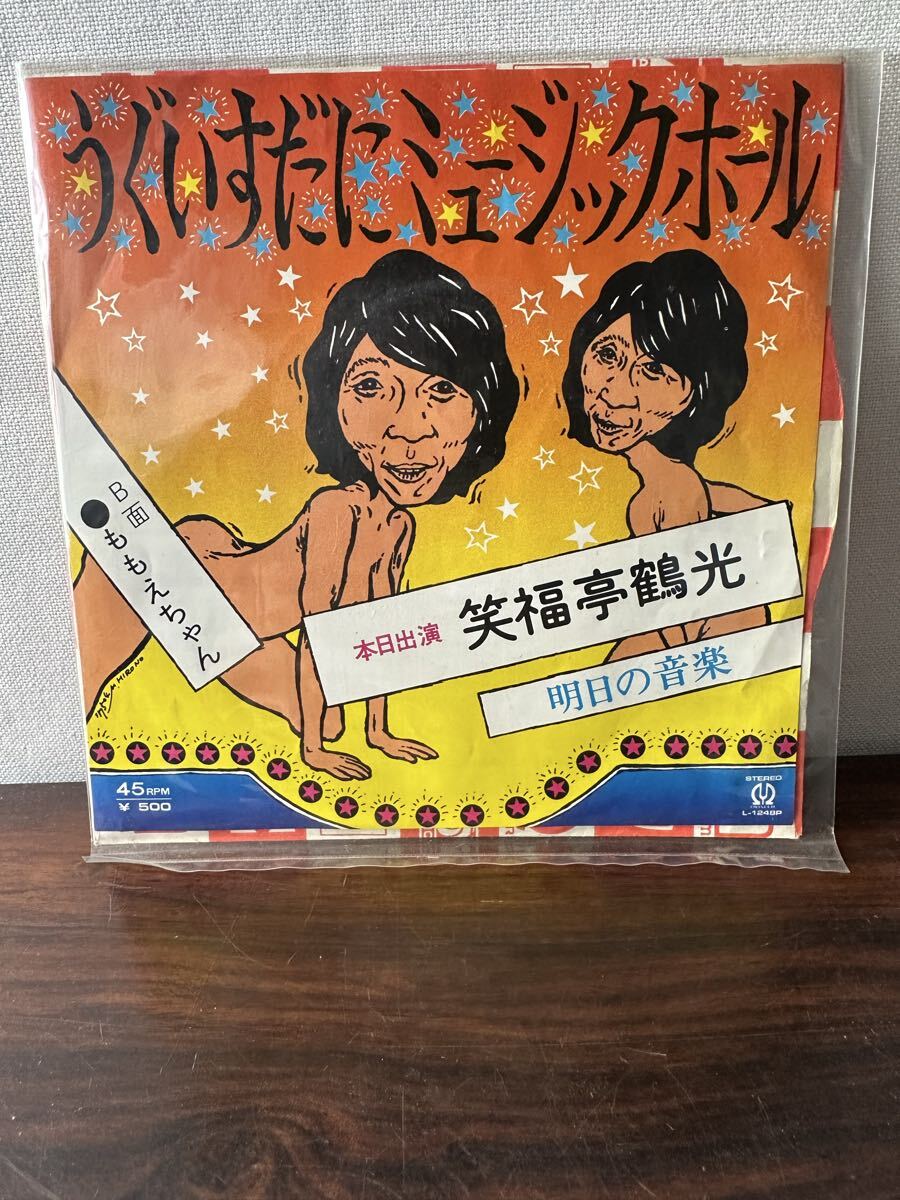 うぐいすだにミュージックホール
B面
●ももえちゃん
本日出演 笑福亭鶴光
明日の音楽
45RPM
¥ 500
STEREO
PIONEER
L-1248P